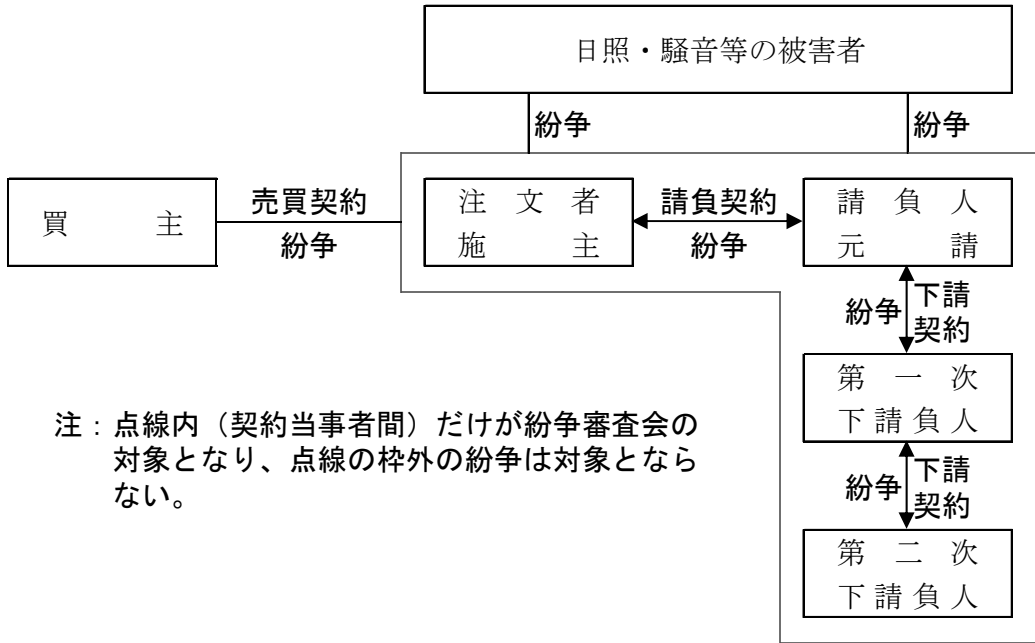 日照・騒音等の被害者
紛争
紛争
買　　主
売買契約
紛争
注　文　者
施　　　主
請負契約
紛争
請　負　人
元　　　請
紛争
下請
契約
第　一　次
下請負人
紛争
下請
契約
第　二　次
下請負人
注：点線内（契約当事者間）だけが紛争審査会の
対象となり、点線の枠外の紛争は対象となら
ない。